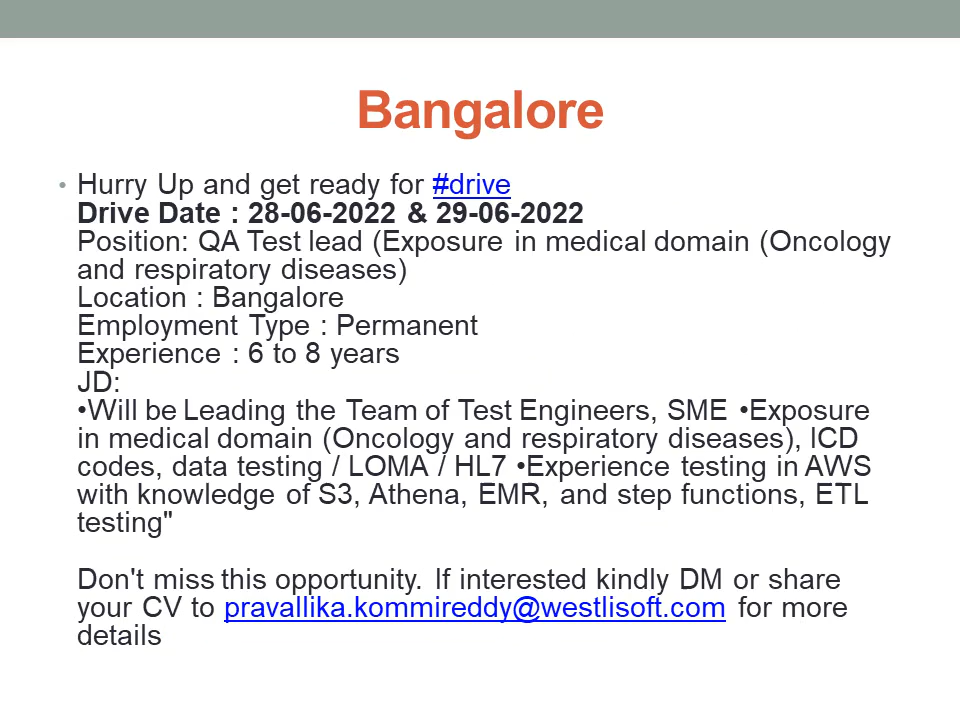 Bangalore
• Hurry Up and get ready for #drive
Drive Date : 28-06-2022 & 29-06-2022
Position: QA Test lead (Exposure in medical domain (Oncology
and respiratory diseases)
Location : Bangalore
Employment Type : Permanent
Experience : 6 to 8 years
JD:
•Will be Leading the Team of Test Engineers, SME •Exposure
in medical domain (Oncology and respiratory diseases), ICD
codes, data testing / LOMA / HL7 •Experience testing in AWS
with knowledge of S3, Athena, EMR, and step functions, ETL
testing"
Don't miss this opportunity. If interested kindly DM or share
your CV to pravallika.kommireddy@westlisoft.com for more
details